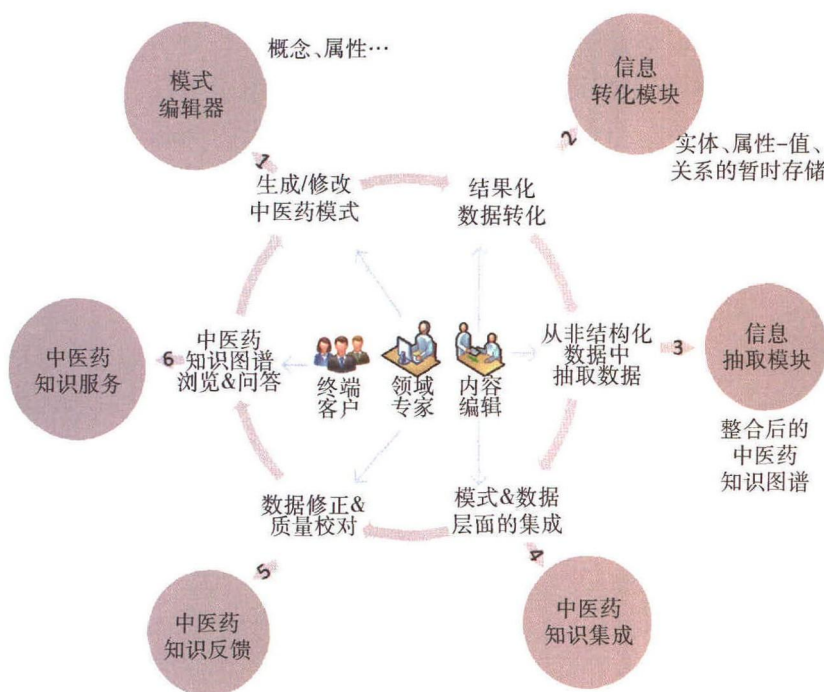 概念、属性…
模式
编辑器
信息
转化模块
1
2
实体、属性-值、
关系的暂时存储
生成/修改
中医药模式
结果化
数据转化
中医药
知识服务
6
中医药
知识图谱
浏览&问答
终端
客户
领域
专家
内容
编辑
从非结构化
数据中
抽取数据
3
信息
抽取模块
整合后的
中医药
知识图谱
数据修正&
质量校对
模式&数据
层面的集成
5
4
中医药
知识反馈
中医药
知识集成